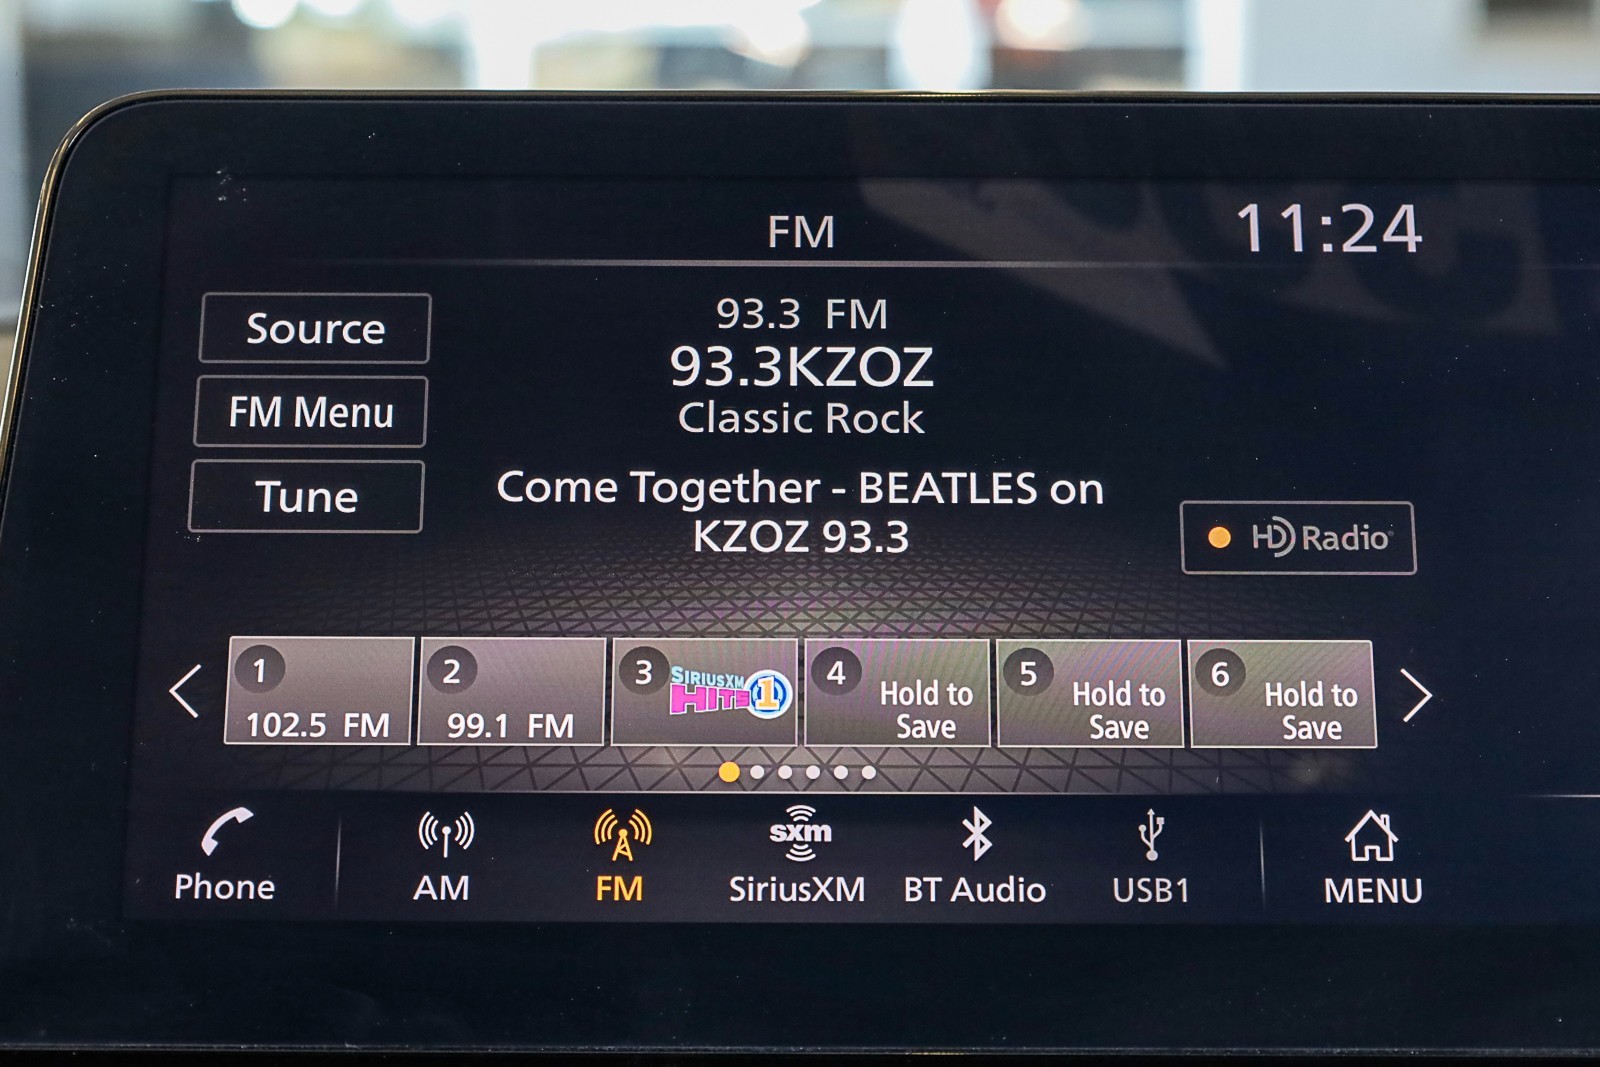 FM
11:24
Source
FM Menu
Tune
93.3 FM
93.3KZOZ
Classic Rock
Come Together - BEATLES on
KZOZ 93.3
HD Radio
1
102.5 FM
2
99.1 FM
3
SIRIUSXM
HITS 1
4
Hold to
Save
5
Hold to
Save
6
Hold to
Save
Phone
AM
FM
sxm
SiriusXM
BT Audio
USB1
MENU